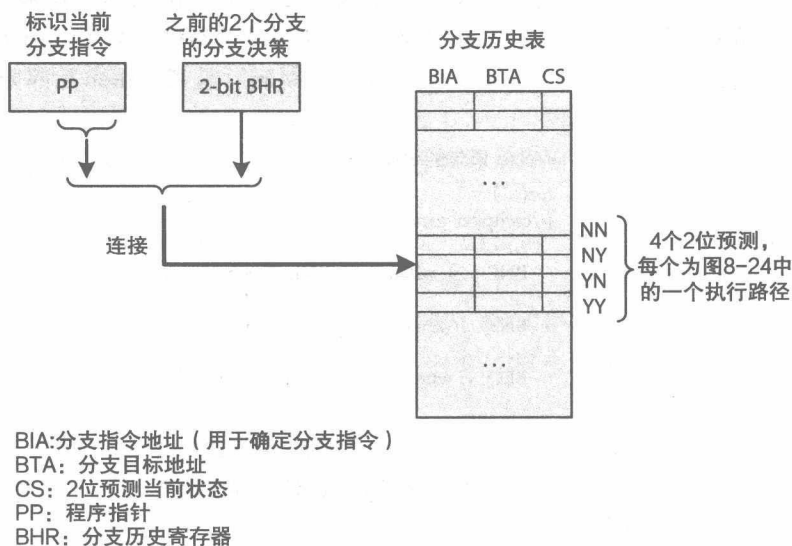 标识当前
分支指令
之前的2个分支
的分支决策
PP
2-bit BHR
分支历史表
BIA BTA CS
...
连接
NN
NY
YN
YY
4个2位预测，
每个为图8-24中
的一个执行路径
...
BIA:分支指令地址（用于确定分支指令）
BTA：分支目标地址
CS：2位预测当前状态
PP：程序指针
BHR：分支历史寄存器